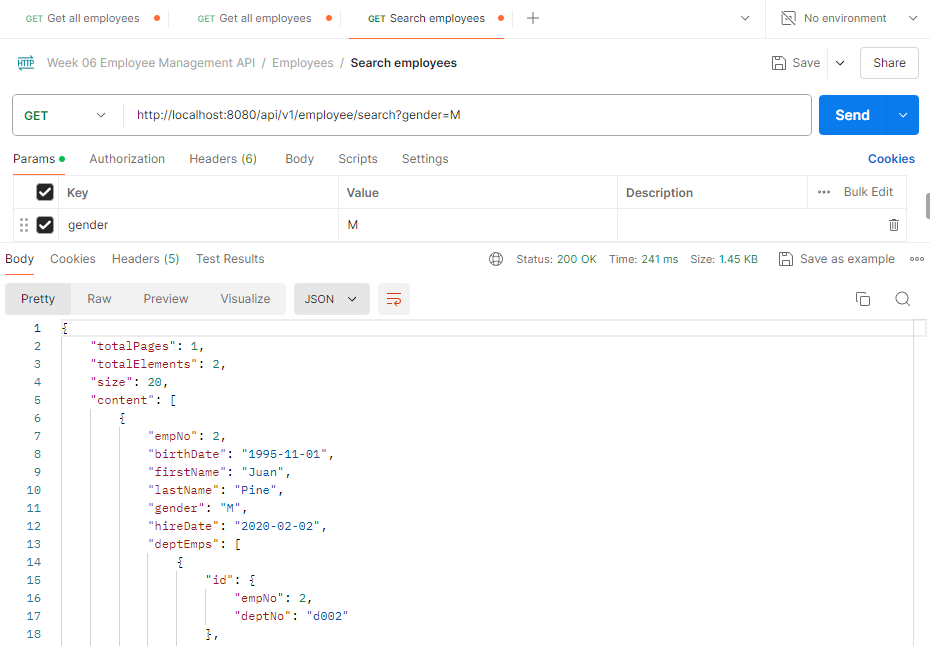 GET Get all employees GET Get all employees GET Search employees No environment
HTTP Week 06 Employee Management API / Employees / Search employees Save Share
GET http://localhost:8080/api/v1/employee/search?gender=M Send
Params Authorization Headers (6) Body Scripts Settings Cookies
Key Value Description Bulk Edit
gender M
Body Cookies Headers (5) Test Results Status: 200 OK Time: 241 ms Size: 1.45 KB Save as example
Pretty Raw Preview Visualize JSON
1 {
2 "totalPages": 1,
3 "totalElements": 2,
4 "size": 20,
5 "content": [
6 {
7 "empNo": 2,
8 "birthDate": "1995-11-01",
9 "firstName": "Juan",
10 "lastName": "Pine",
11 "gender": "M",
12 "hireDate": "2020-02-02",
13 "deptEmps": [
14 {
15 "id": {
16 "empNo": 2,
17 "deptNo": "d002"
18 },